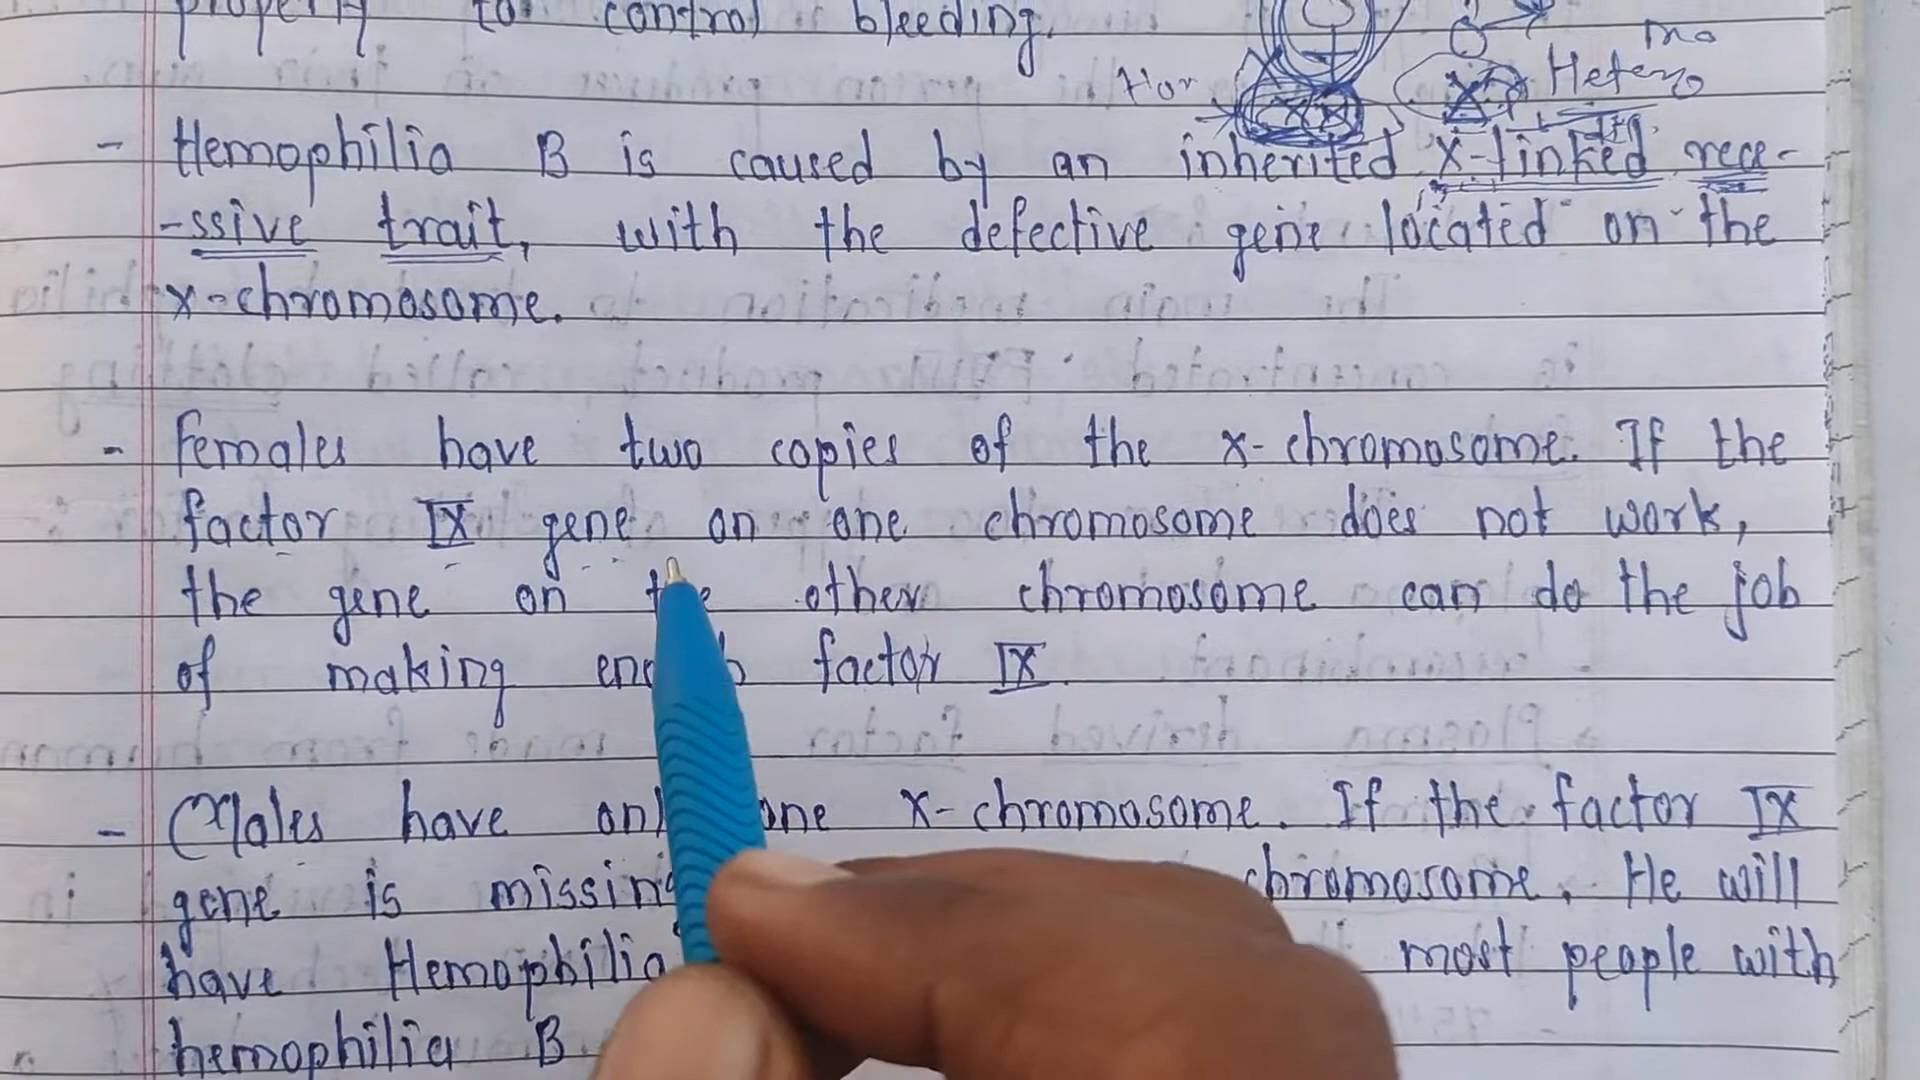 property to control bleeding.
Hor
Hetero
- Hemophilia B is caused by an inherited x-linked rece-
-ssive trait, with the defective gene located on the
x-chromosome.
- Females have two copies of the x-chromosome. If the
factor IX gene on one chromosome does not work,
the gene on the other chromosome can do the job
of making factor IX
- Males have only one x-chromosome. If the factor IX
gene is missing chromosome. He will
have Hemophilia most people with
hemophilia B